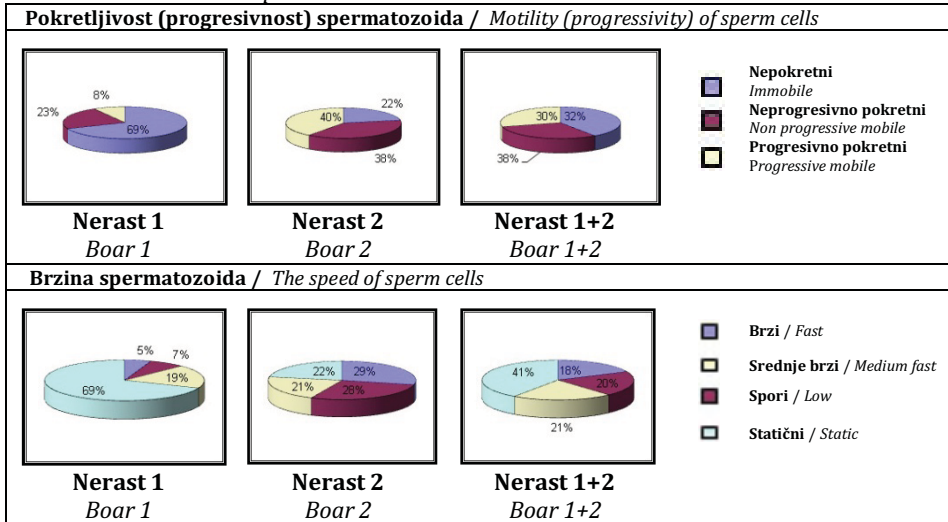 Pokretljivost (progresivnost) spermatozoida / Motility (progressivity) of sperm cells
8%
23%
69%
22%
40%
38%
30%
32%
38%
Nepokretni
Immobile
Neprogresivno pokretni
Non progressive mobile
Progresivno pokretni
Progressive mobile
Nerast 1
Boar 1
Nerast 2
Boar 2
Nerast 1+2
Boar 1+2
Brzina spermatozoida / The speed of sperm cells
5%
7%
19%
69%
22%
29%
21%
28%
41%
18%
20%
21%
Brzi / Fast
Srednje brzi / Medium fast
Spori / Low
Statični / Static
Nerast 1
Boar 1
Nerast 2
Boar 2
Nerast 1+2
Boar 1+2